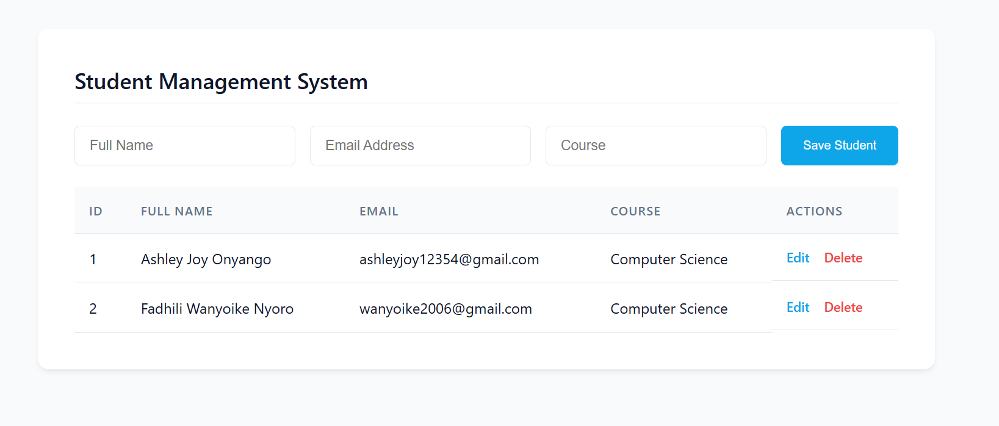 Student Management System
Full Name Email Address Course Save Student
ID FULL NAME EMAIL COURSE ACTIONS
1 Ashley Joy Onyango ashleyjoy12354@gmail.com Computer Science Edit Delete
2 Fadhili Wanyoike Nyoro wanyoike2006@gmail.com Computer Science Edit Delete